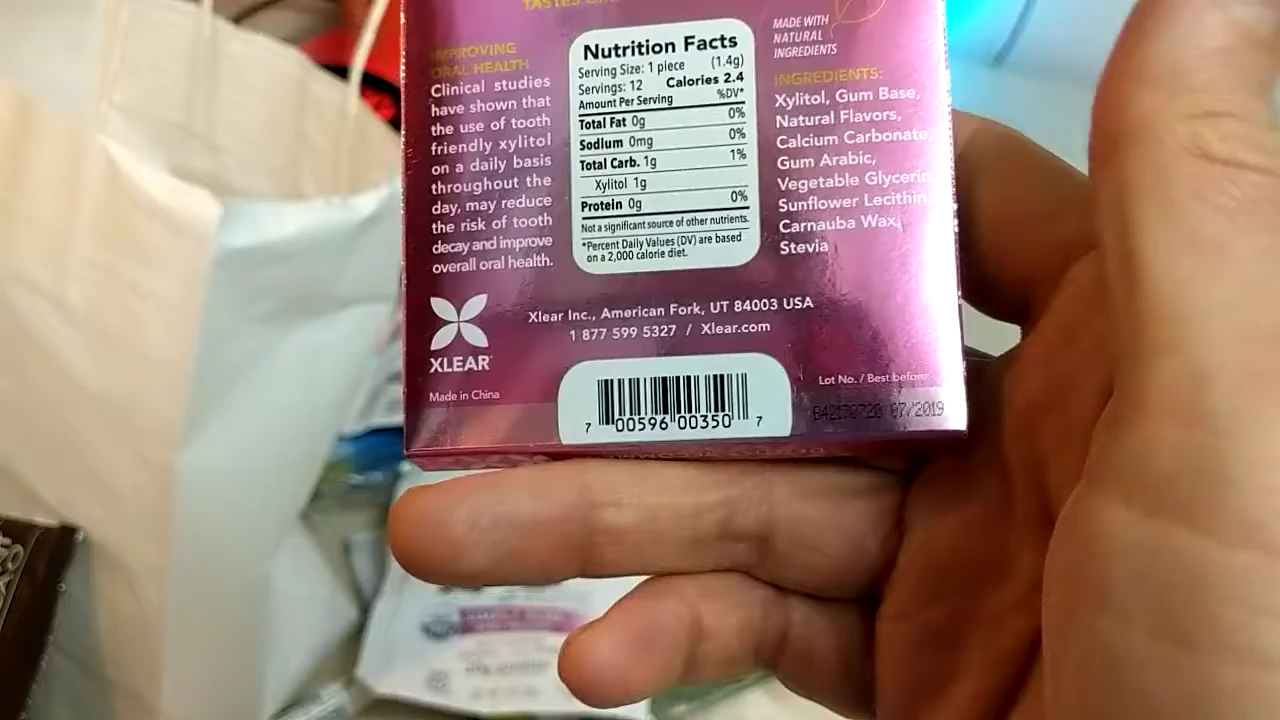 IMPROVING
ORAL HEALTH
Clinical studies
have shown that
the use of tooth
friendly xylitol
on a daily basis
throughout the
day, may reduce
the risk of tooth
decay and improve
overall oral health.
XLEAR
Made in China
Nutrition Facts
Serving Size: 1 piece (1.4g)
Servings: 12 Calories 2.4
Amount Per Serving %DV*
Total Fat 0g 0%
Sodium 0mg 0%
Total Carb. 1g 1%
Xylitol 1g
Protein 0g 0%
Not a significant source of other nutrients.
*Percent Daily Values (DV) are based
on a 2,000 calorie diet.
MADE WITH
NATURAL
INGREDIENTS
INGREDIENTS:
Xylitol, Gum Base,
Natural Flavors,
Calcium Carbonate,
Gum Arabic,
Vegetable Glycerin,
Sunflower Lecithin,
Carnauba Wax,
Stevia
Xlear Inc., American Fork, UT 84003 USA
1 877 599 5327 / Xlear.com
7 00596 00350 7
Lot No. / Best before:
07/2019